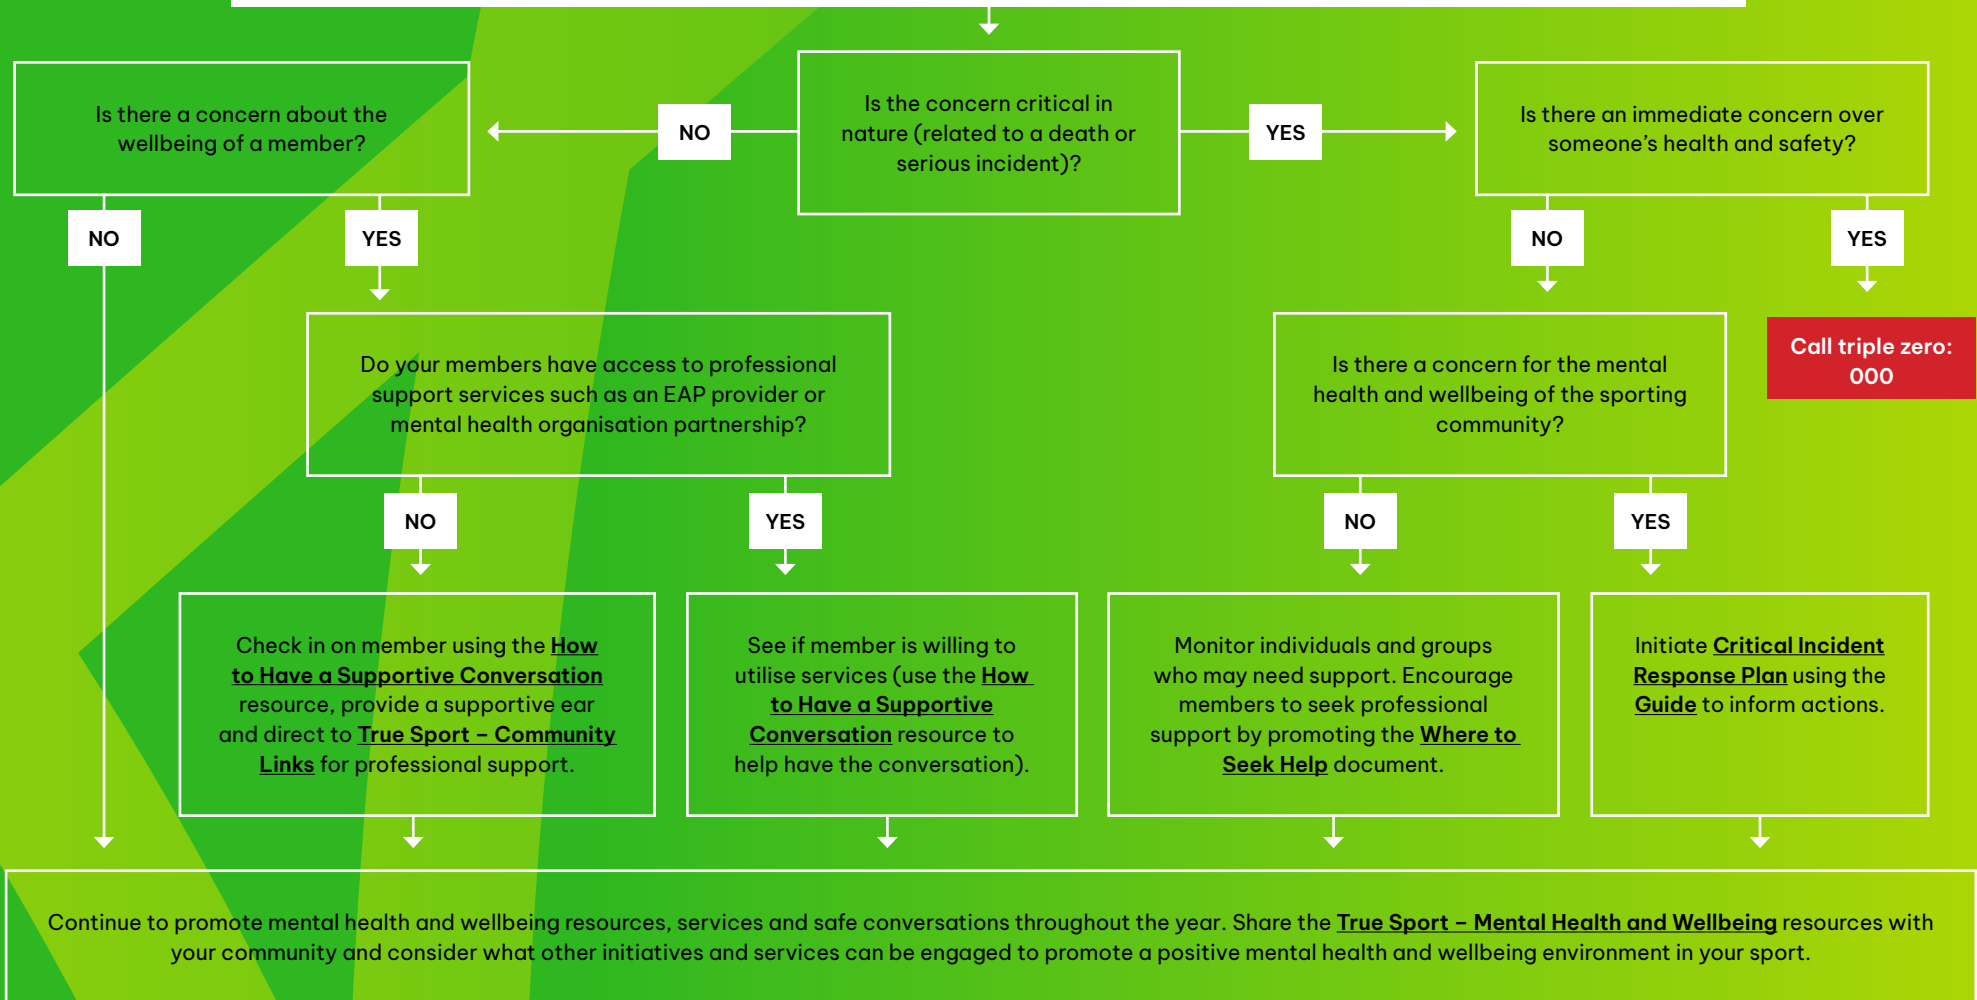 Is the concern critical in
nature (related to a death or
serious incident)?
NO
YES
Is there a concern about the
wellbeing of a member?
Is there an immediate concern over
someone’s health and safety?
NO
YES
NO
YES
Do your members have access to professional
support services such as an EAP provider or
mental health organisation partnership?
Is there a concern for the mental
health and wellbeing of the sporting
community?
Call triple zero:
000
NO
YES
NO
YES
Check in on member using the How
to Have a Supportive Conversation
resource, provide a supportive ear
and direct to True Sport – Community
Links for professional support.
See if member is willing to
utilise services (use the How
to Have a Supportive
Conversation resource to
help have the conversation).
Monitor individuals and groups
who may need support. Encourage
members to seek professional
support by promoting the Where to
Seek Help document.
Initiate Critical Incident
Response Plan using the
Guide to inform actions.
Continue to promote mental health and wellbeing resources, services and safe conversations throughout the year. Share the True Sport – Mental Health and Wellbeing resources with
your community and consider what other initiatives and services can be engaged to promote a positive mental health and wellbeing environment in your sport.